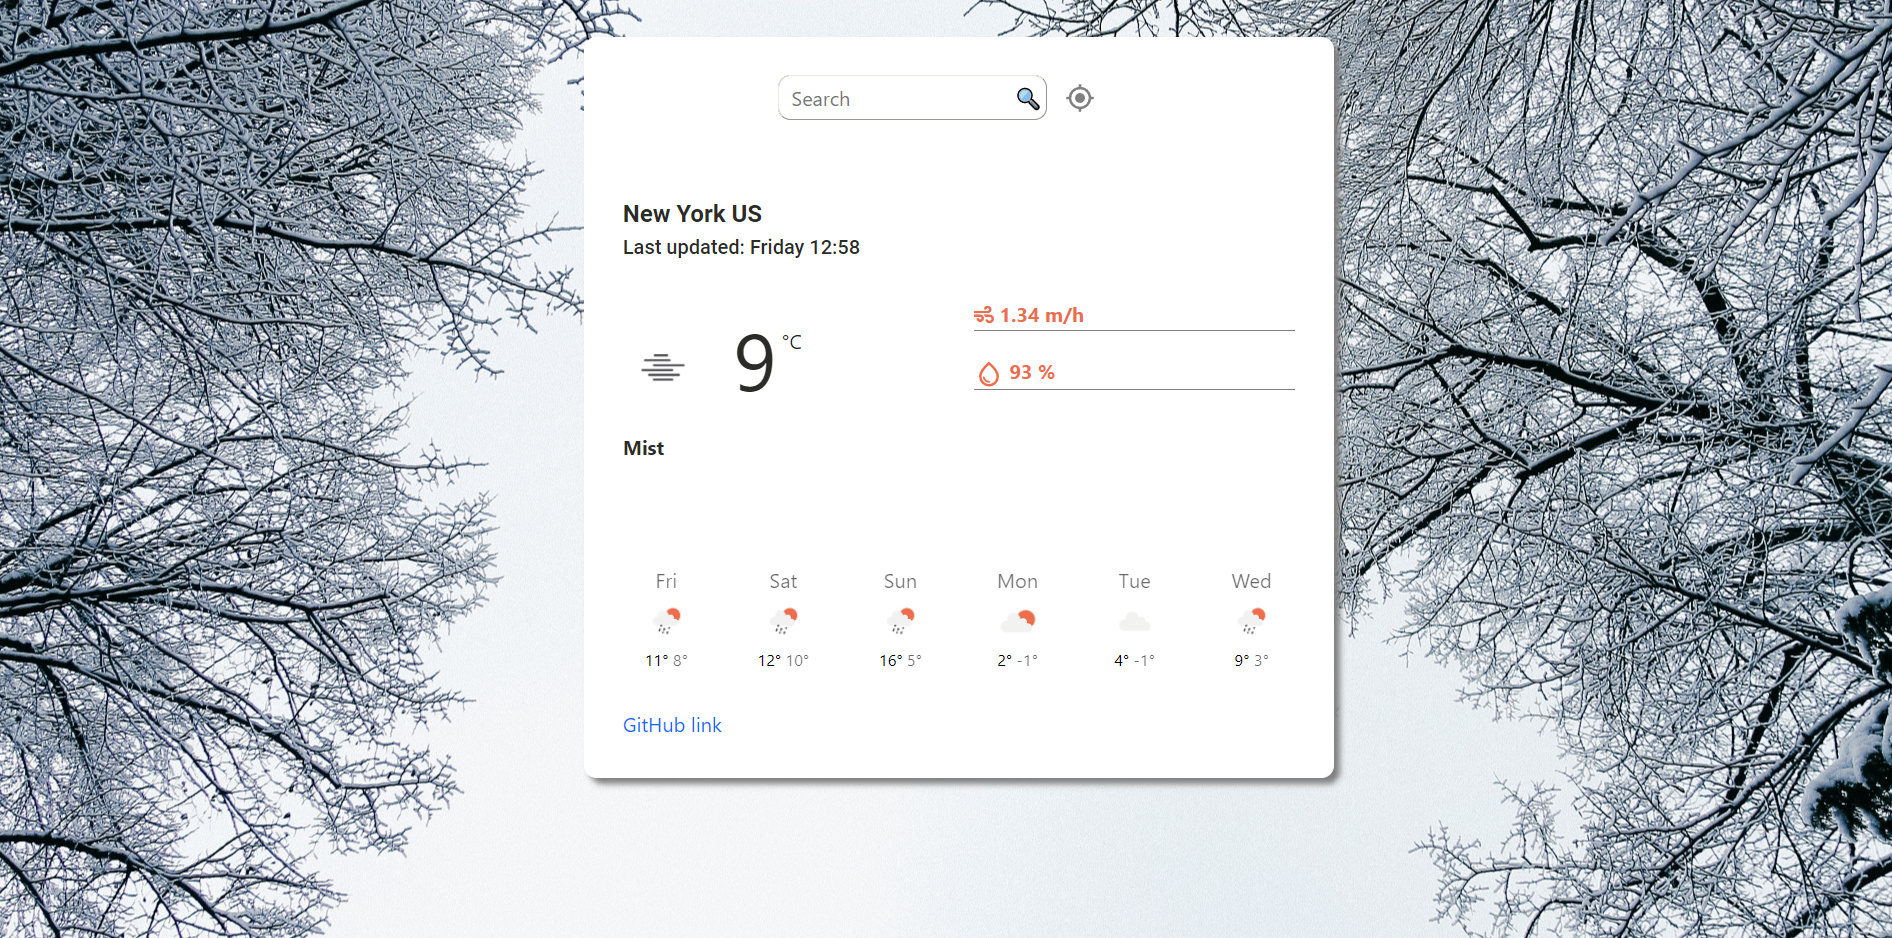 Search
New York US
Last updated: Friday 12:58
9 °C
1.34 m/h
93 %
Mist
Fri Sat Sun Mon Tue Wed
11° 8° 12° 10° 16° 5° 2° -1° 4° -1° 9° 3°
GitHub link